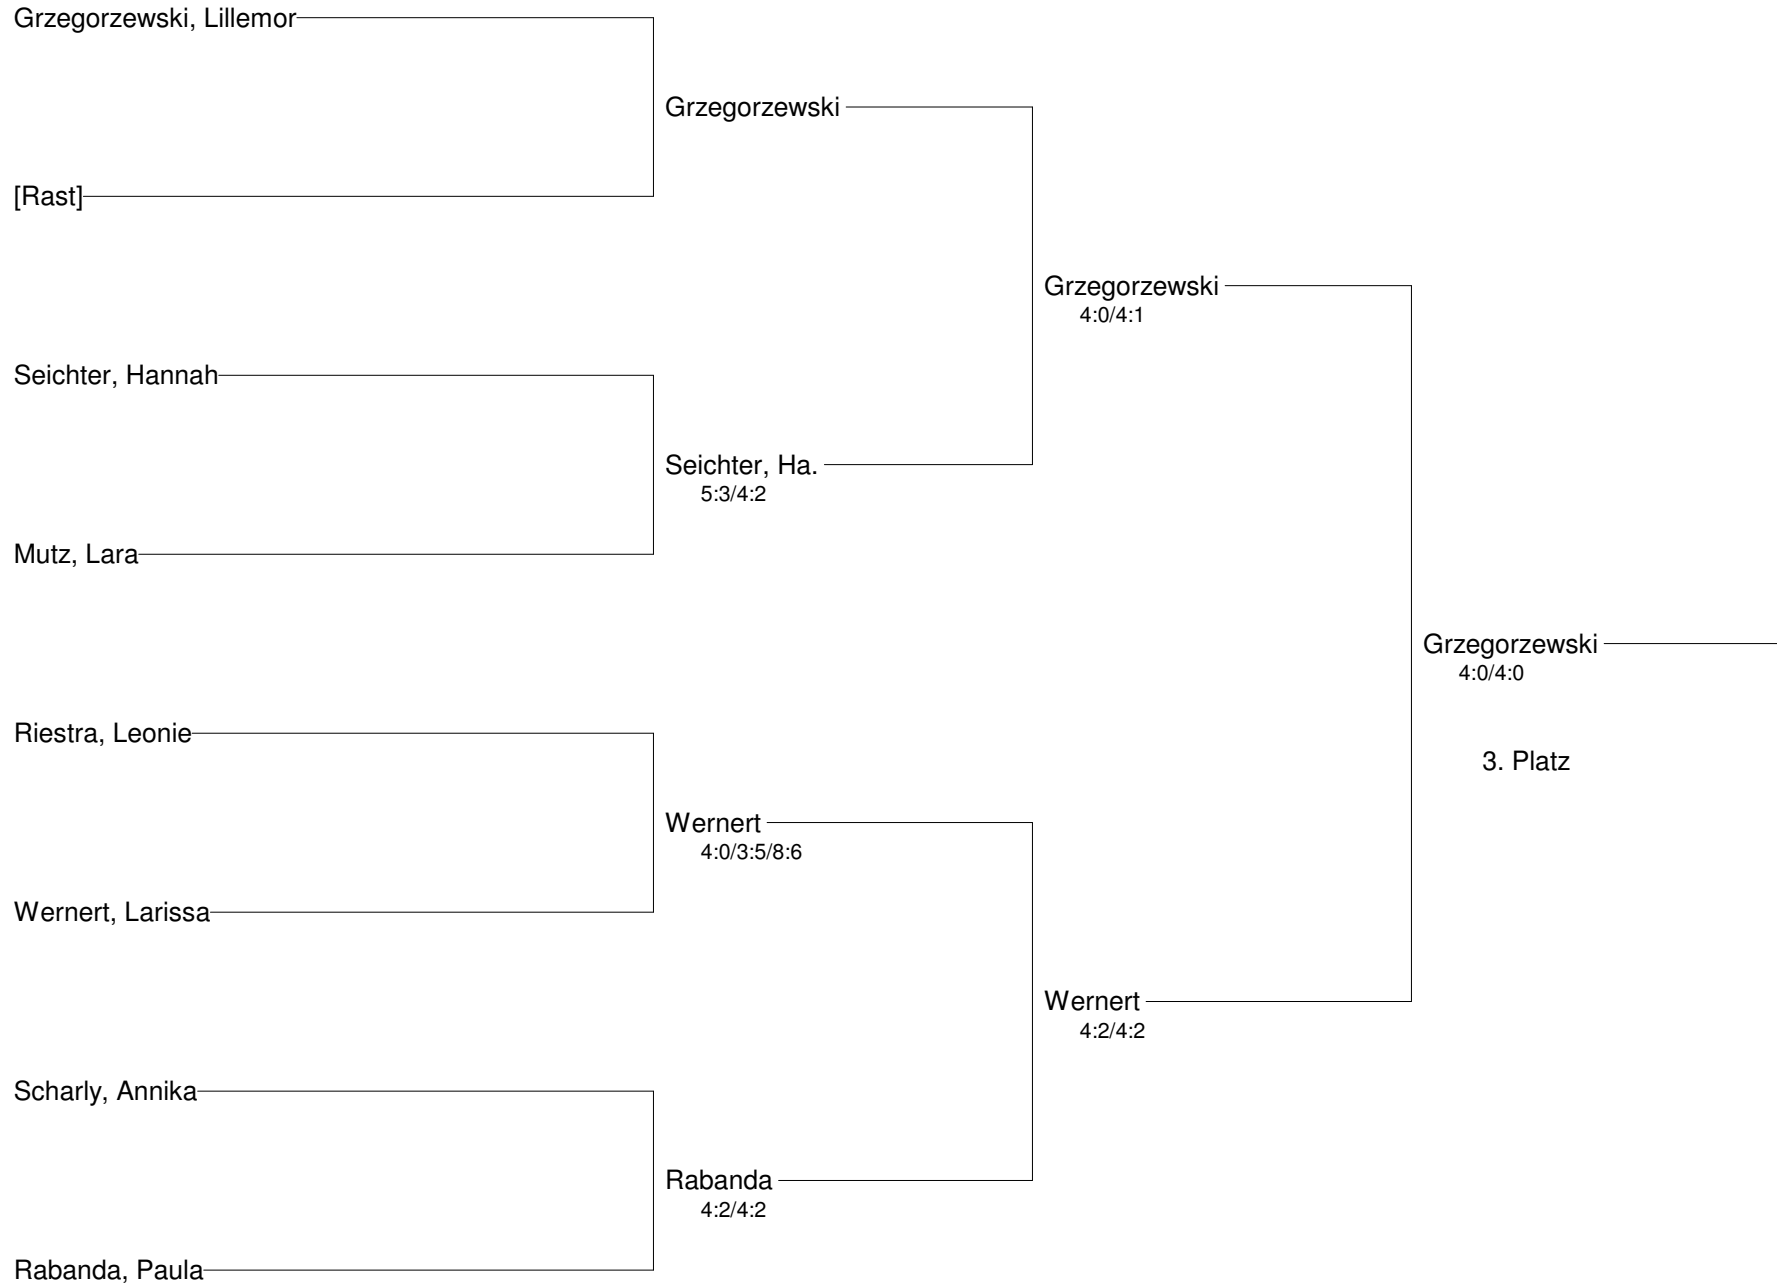 Grzegorzewski, Lillemor
Grzegorzewski
[Rast]
Grzegorzewski
4:0/4:1
Seichter, Hannah
Seichter, Ha.
5:3/4:2
Mutz, Lara
Grzegorzewski
4:0/4:0
Riestra, Leonie
3. Platz
Wernert
4:0/3:5/8:6
Wernert, Larissa
Wernert
4:2/4:2
Scharly, Annika
Rabanda
4:2/4:2
Rabanda, Paula